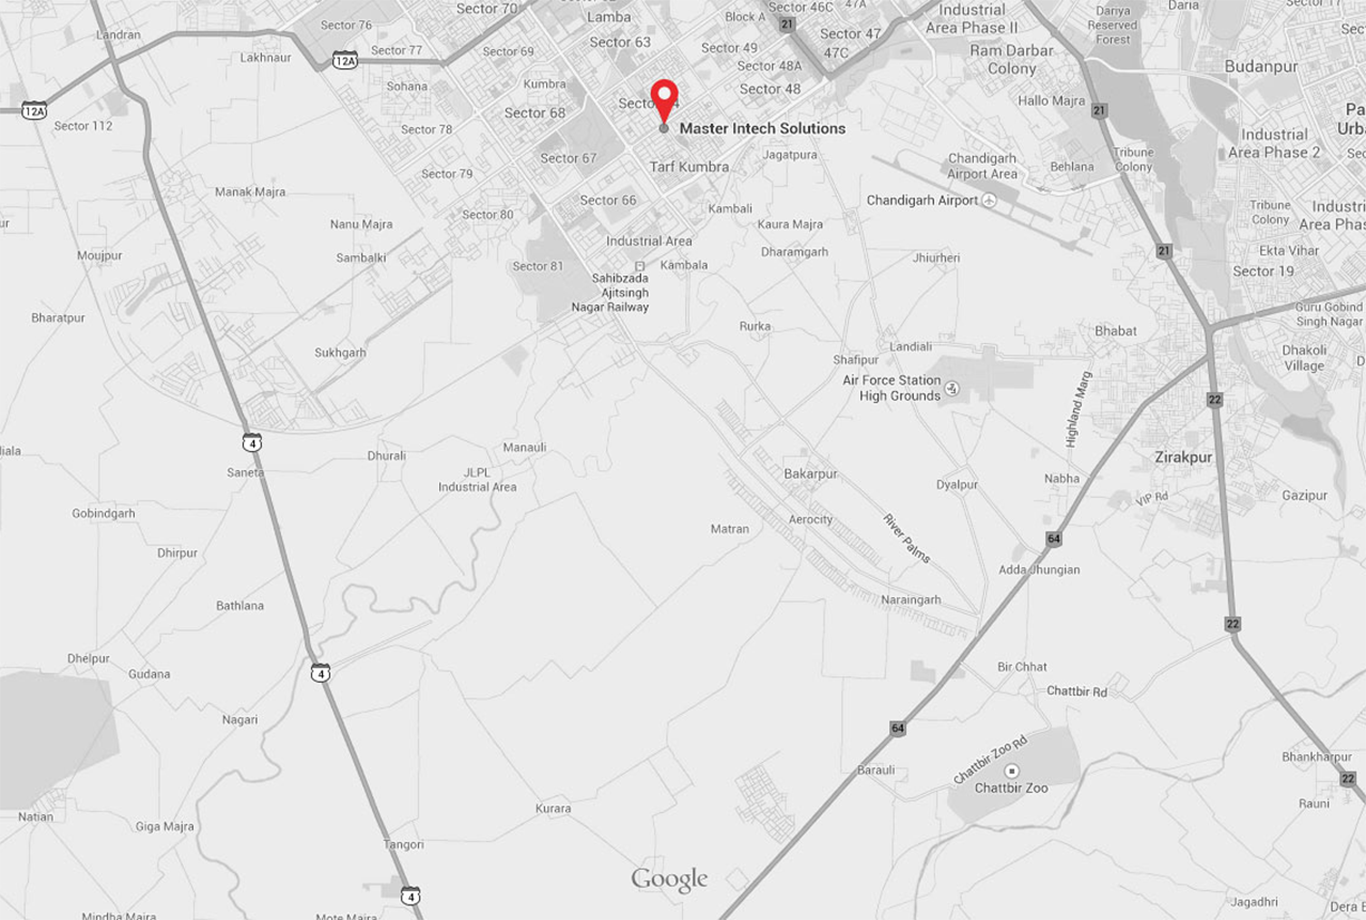 Sector 76
Sector 70
Lamba
Block A
Sector 46C
47A
Industrial
Area Phase II
Dariya
Reserved
Forest
Daria
Sector 17
Landran
Lakhnaur
12A
Sector 77
Sector 69
Sector 63
Sector 49
21
Sector 47
47C
Ram Darbar
Colony
Budanpur
Sector 48A
Sohana
Kumbra
Sector 48
Hallo Majra
21
12A
Sector 112
Sector 78
Sector 68
Master Intech Solutions
Industrial
Area Phase 2
Sector 67
Tarf Kumbra
Jagatpura
Chandigarh
Airport Area
Behlana
Tribune
Colony
Sector 79
Manak Majra
Sector 66
Chandigarh Airport
Sector 80
Kambali
Tribune
Colony
Nanu Majra
Kaura Majra
Area Phas
Industrial Area
Dharamgarh
21
Ekta Vihar
Moujpur
Sambalki
Sector 81
Kambala
Jhiurheri
Sector 19
Sahibzada
Ajitsingh
Nagar Railway
Guru Gobind
Singh Nagar
Bharatpur
Rurka
Bhabat
Sukhgarh
Landiali
Shafipur
Dhakoli
Village
Air Force Station
High Grounds
Highland Marg
22
4
Manauli
Dhurali
Zirakpur
Saneta
JLPL
Industrial Area
Bakarpur
Dyalpur
Nabha
VIP Rd
Gazipur
Gobindgarh
Matran
Aerocity
River Palms
64
Dhirpur
Adda Jhungian
Bathlana
Naraingarh
22
Dhelpur
Gudana
4
Bir Chhat
Chattbir Rd
Nagari
64
Chattbir Zoo Rd
Bhankharpur
Barauli
Chattbir Zoo
22
Natian
Giga Majra
Kurara
Rauni
Tangori
Google
4
Jagadhri
Dera B
Mindha Majra
Mote Majra